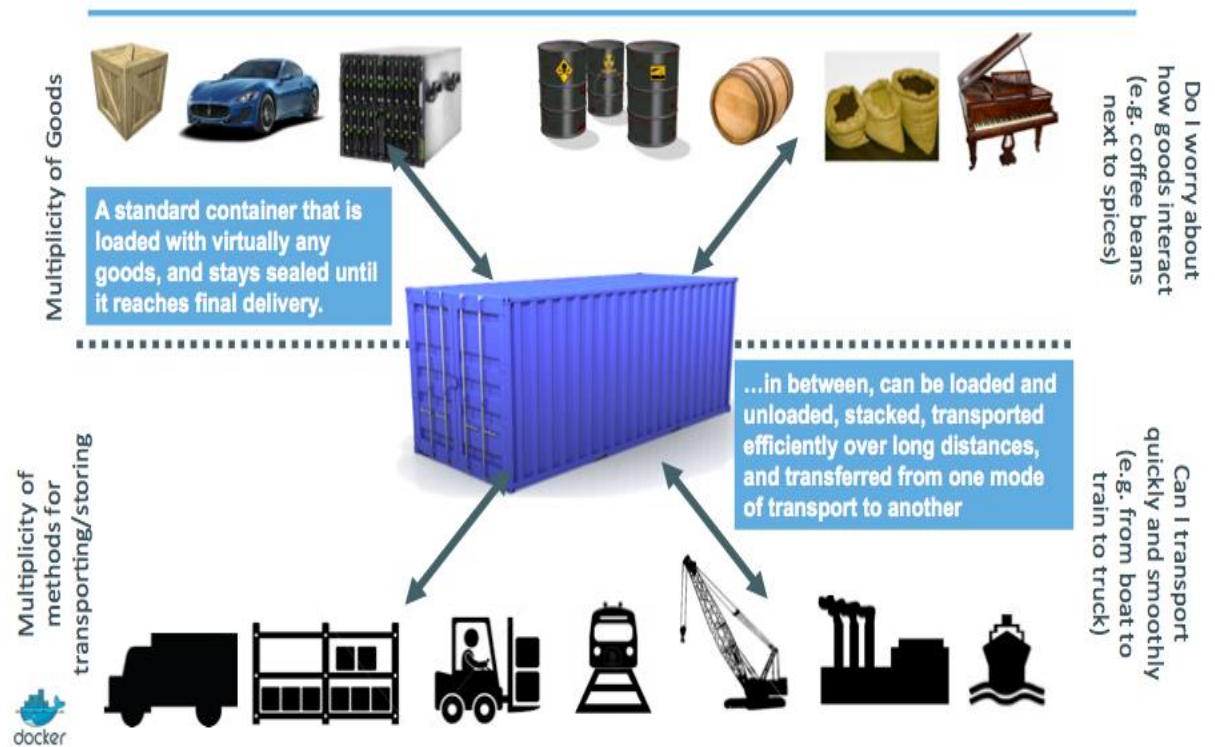 Multiplicity of Goods
A standard container that is
loaded with virtually any
goods, and stays sealed until
it reaches final delivery.
Do I worry about
how goods interact
(e.g. coffee beans
next to spices)
Multiplicity of
methods for
transporting/storing
...in between, can be loaded and
unloaded, stacked, transported
efficiently over long distances,
and transferred from one mode
of transport to another
Can I transport
quickly and smoothly
(e.g. from boat to
train to truck)
docker